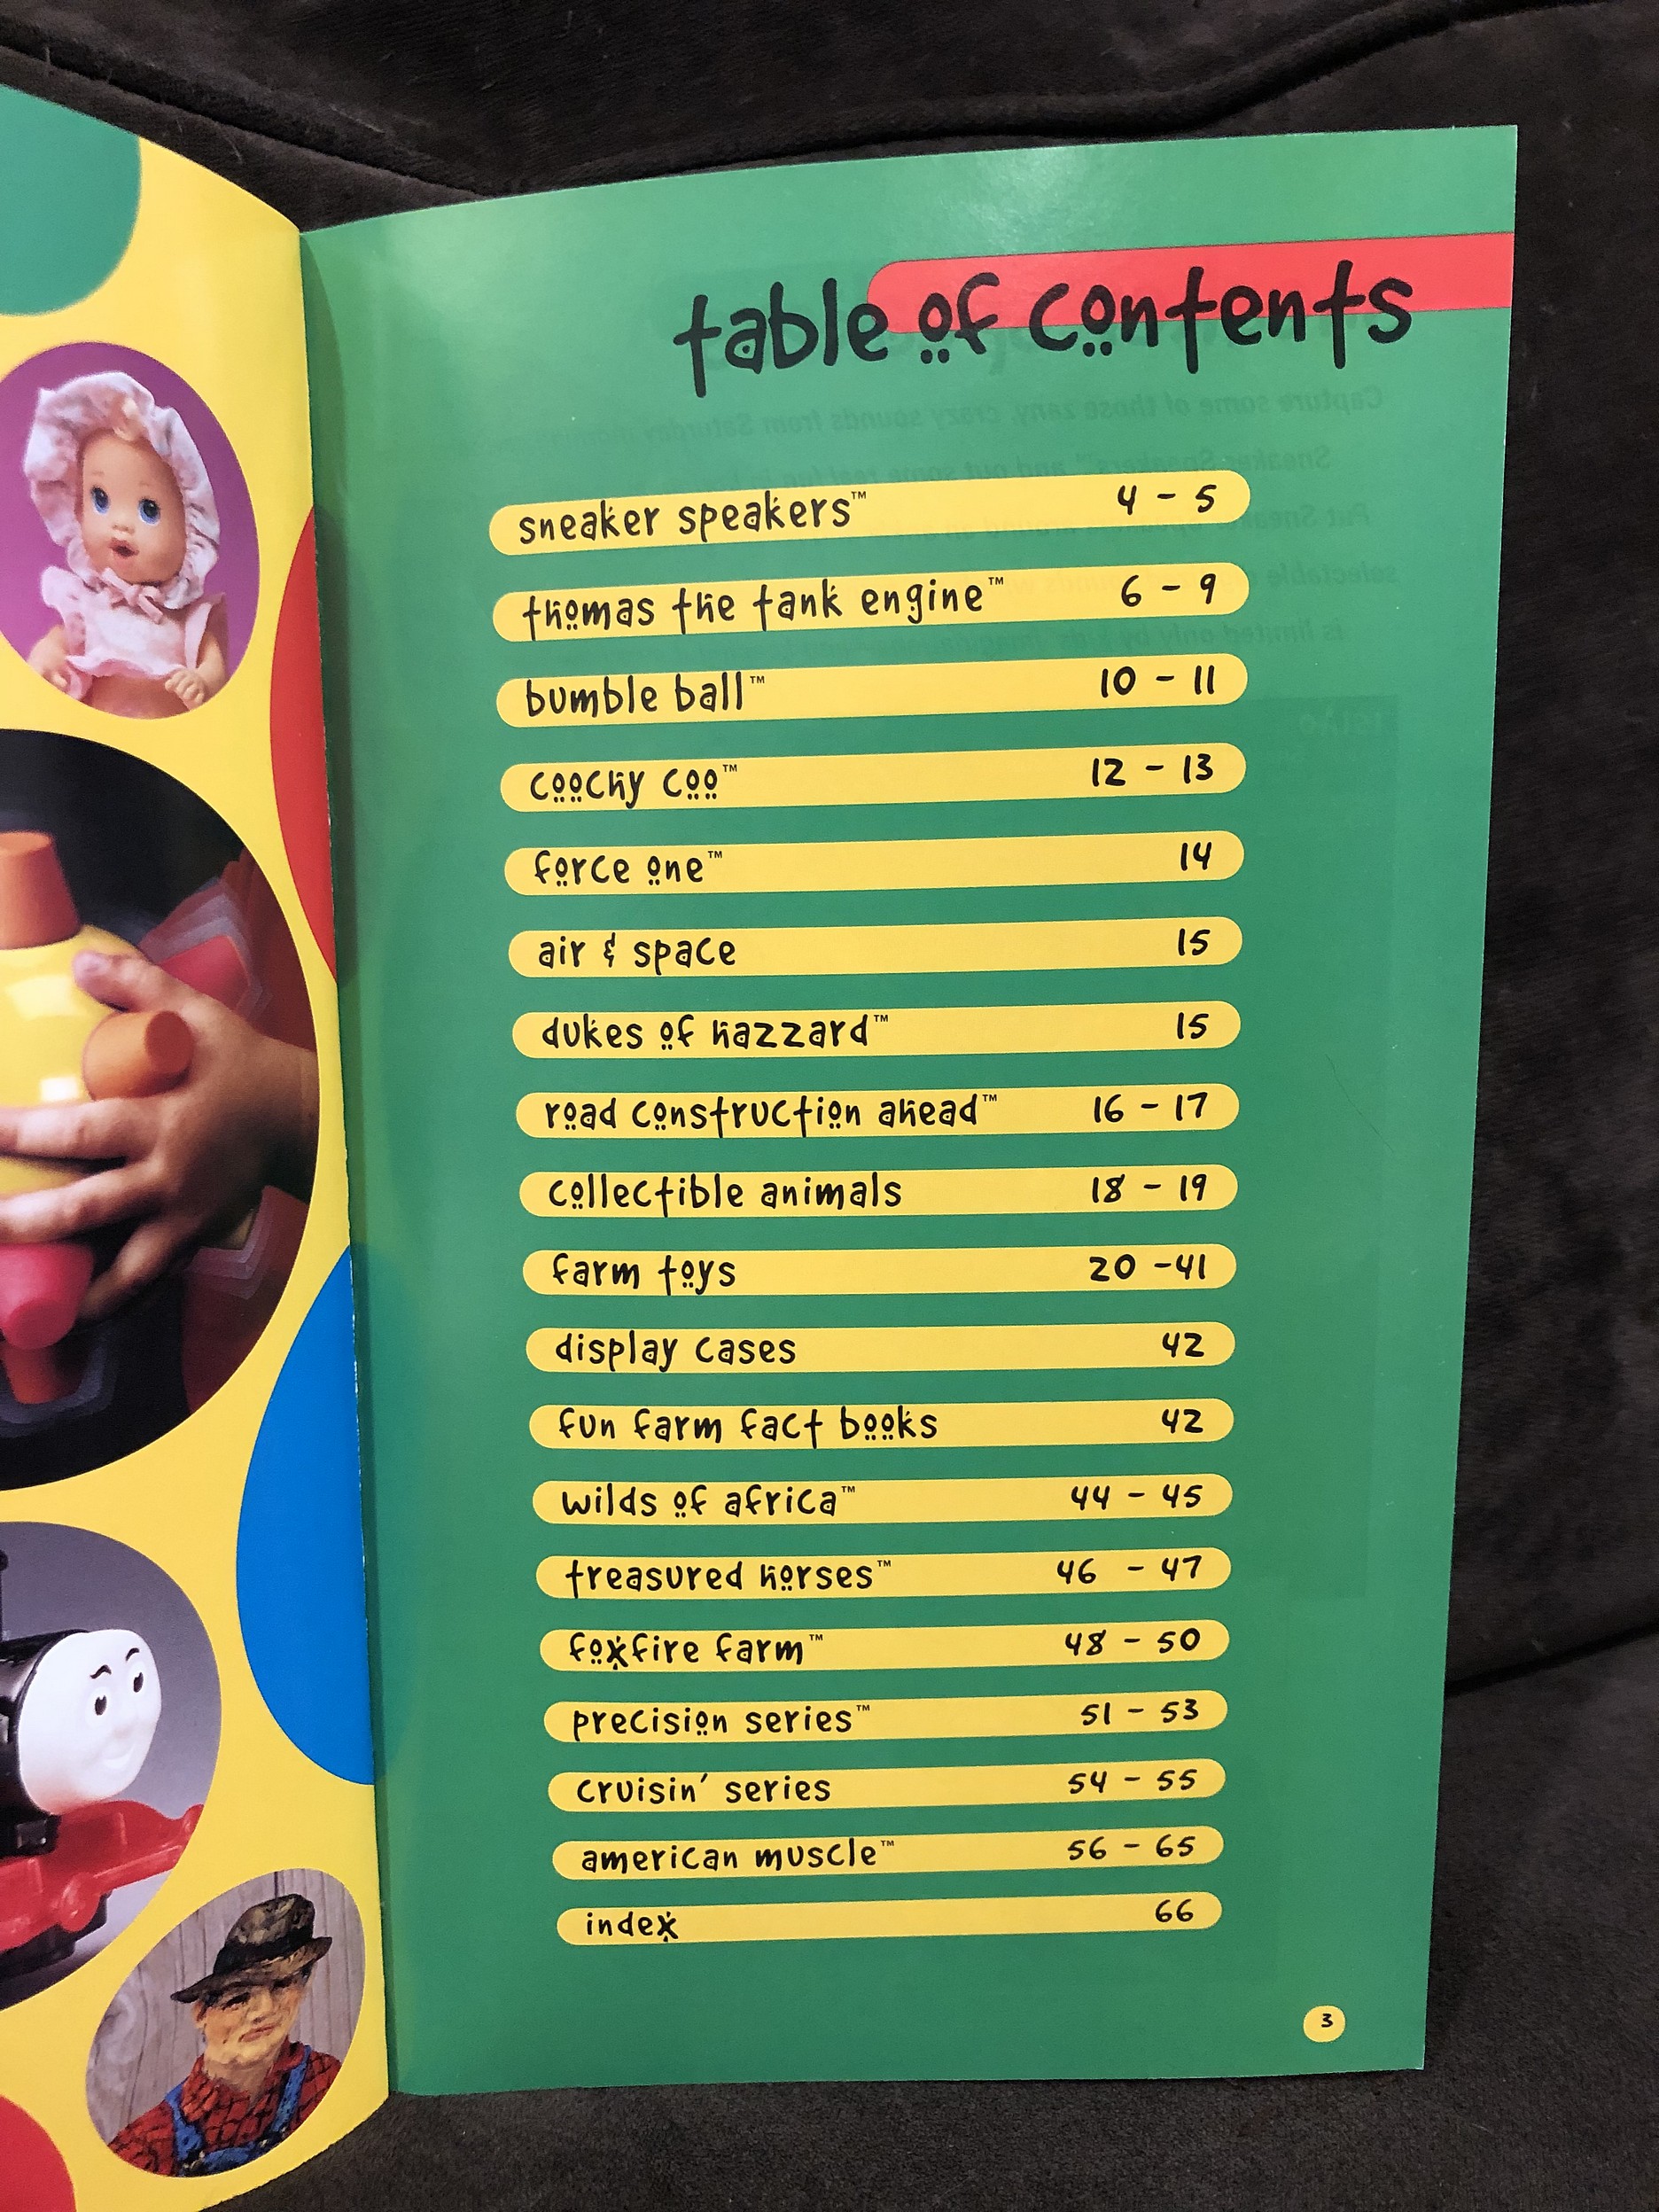 table of contents
sneaker speakers™ 4 - 5
thomas the tank engine™ 6 - 9
bumble ball™ 10 - 11
coochy coo™ 12 - 13
force one™ 14
air & space 15
dukes of hazzard™ 15
road construction ahead™ 16 - 17
collectible animals 18 - 19
farm toys 20 -41
display cases 42
fun farm fact books 42
wilds of africa™ 44 - 45
treasured horses™ 46 - 47
foxfire farm™ 48 - 50
precision series™ 51 - 53
cruisin' series 54 - 55
american muscle™ 56 - 65
index 66
3